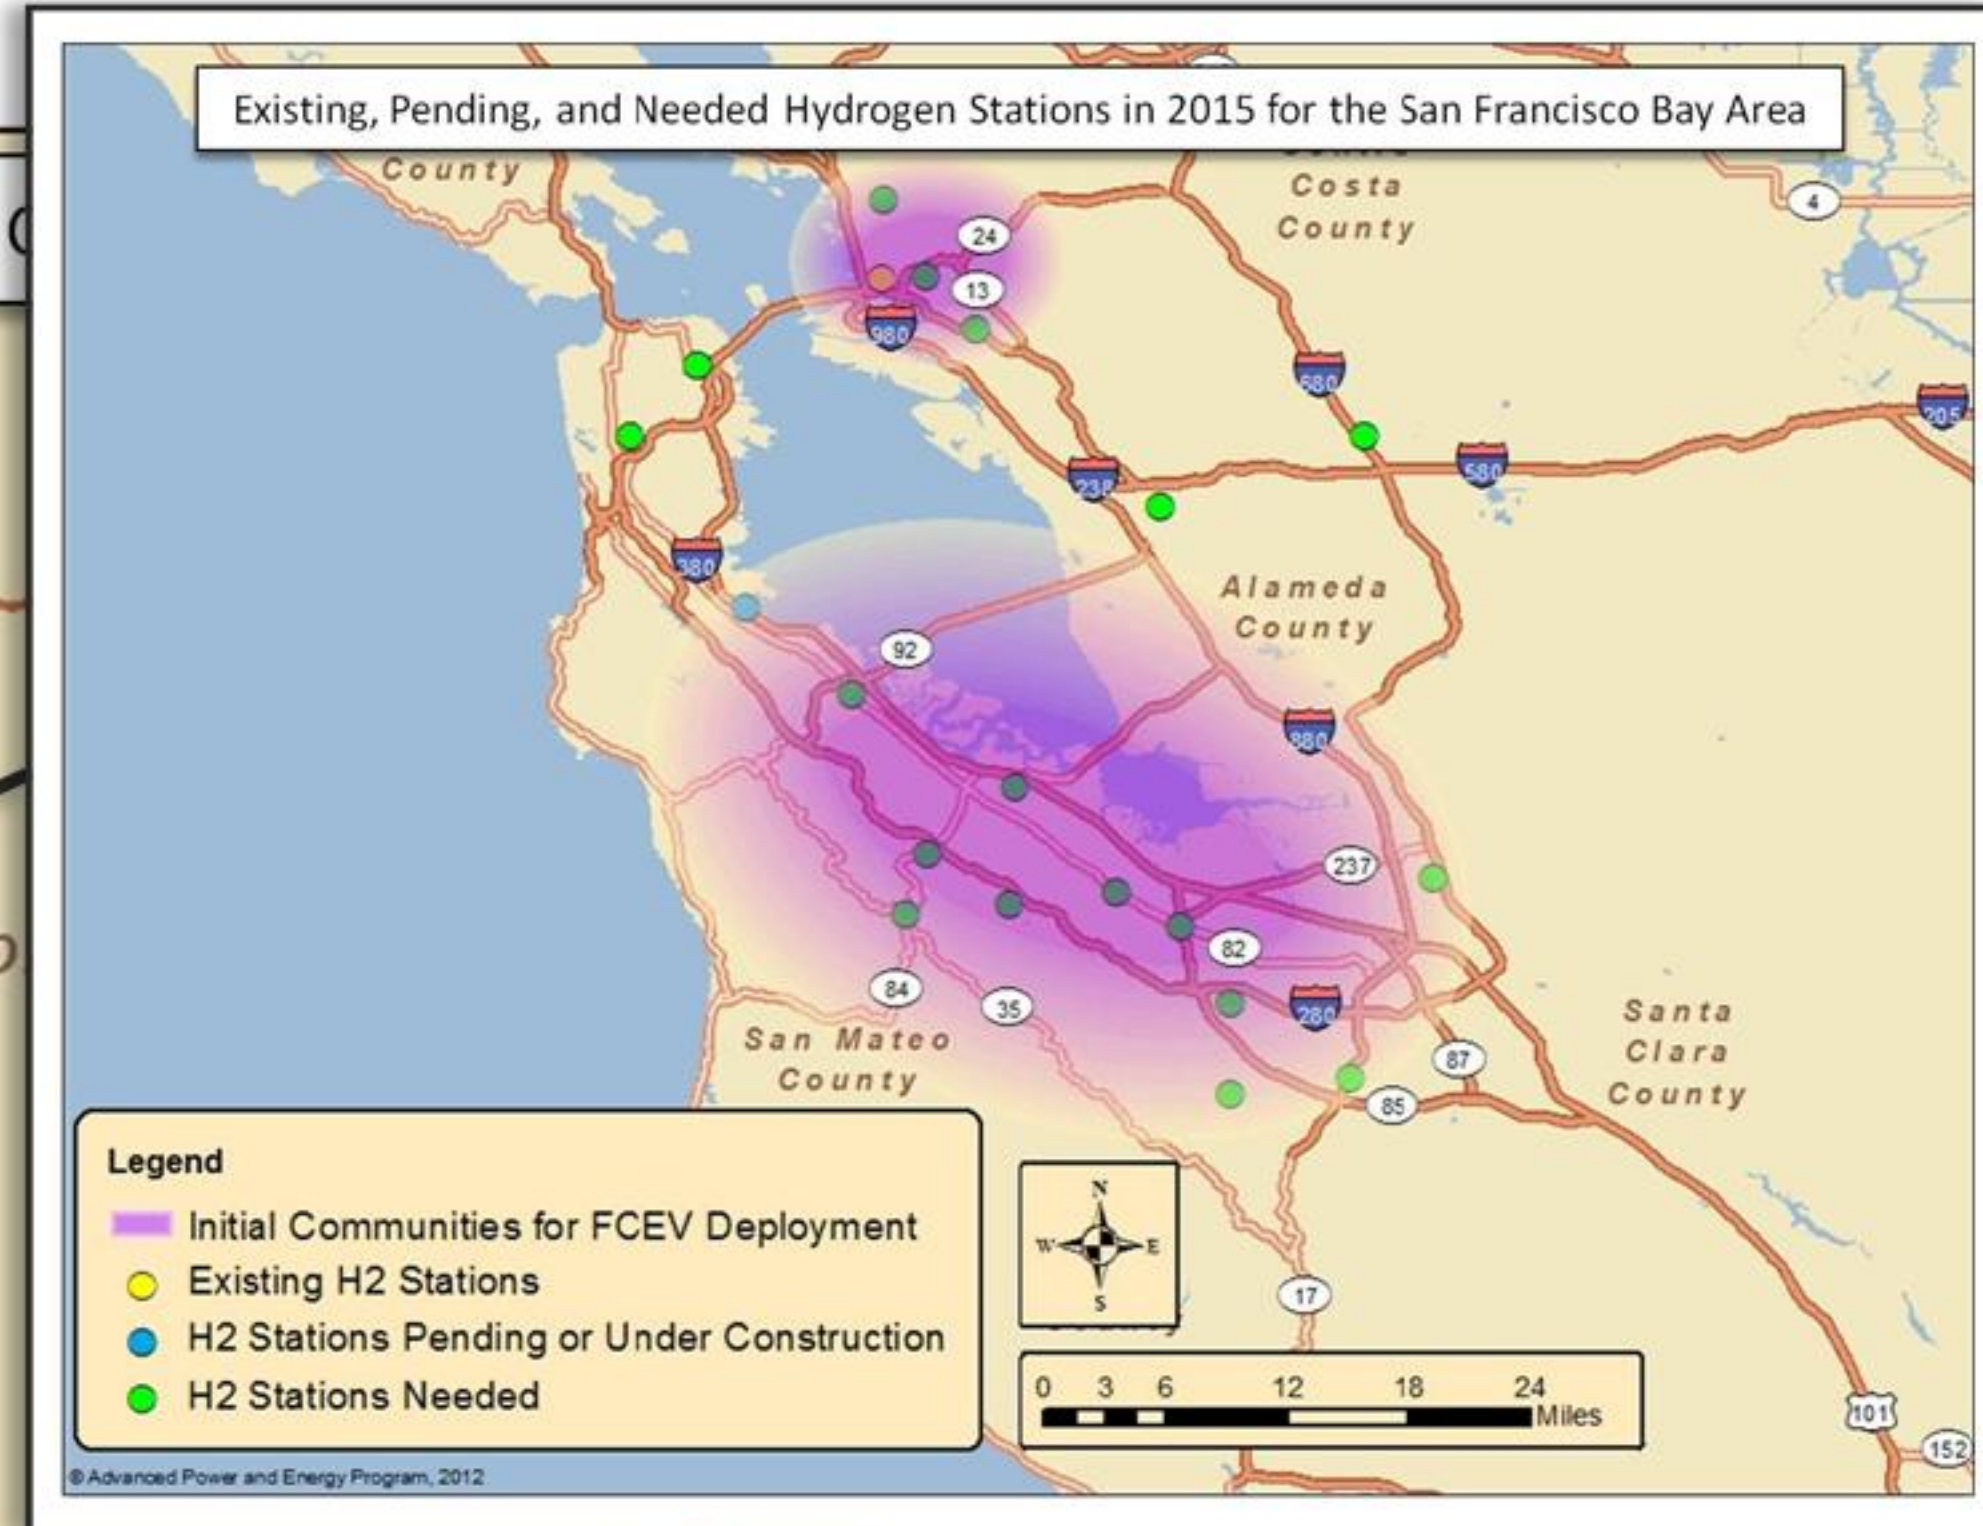 Existing, Pending, and Needed Hydrogen Stations in 2015 for the San Francisco Bay Area
County
Costa
County
4
24
13
980
680
205
238
580
380
Alameda
County
92
880
237
82
84
35
280
San Mateo
County
Santa
Clara
County
87
85
Legend
Initial Communities for FCEV Deployment
Existing H2 Stations
H2 Stations Pending or Under Construction
H2 Stations Needed
N
W E
S
17
0 3 6 12 18 24
Miles
101
152
© Advanced Power and Energy Program, 2012